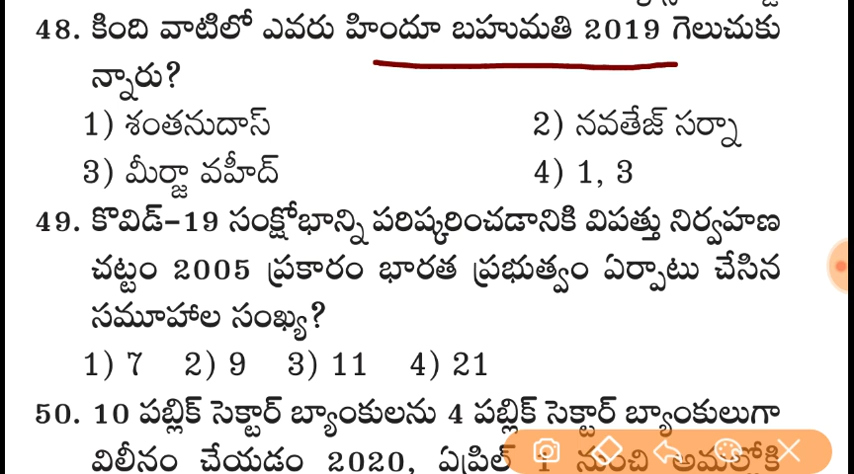 48. కింది వాటిలో ఎవరు హిందూ బహుమతి 2019 గెలుచుకు
న్నారు?
1) శంతనుదాస్ 2) నవతేజ్ సర్నా
3) మీర్జా వహీద్ 4) 1, 3
49. కొవిడ్-19 సంక్షోభాన్ని పరిష్కరించడానికి విపత్తు నిర్వహణ
చట్టం 2005 ప్రకారం భారత ప్రభుత్వం ఏర్పాటు చేసిన
సమూహాల సంఖ్య?
1) 7 2) 9 3) 11 4) 21
50. 10 పబ్లిక్ సెక్టార్ బ్యాంకులను 4 పబ్లిక్ సెక్టార్ బ్యాంకులుగా
విలీనం చేయడం 2020, ఏప్రిల్ 1 నుంచి